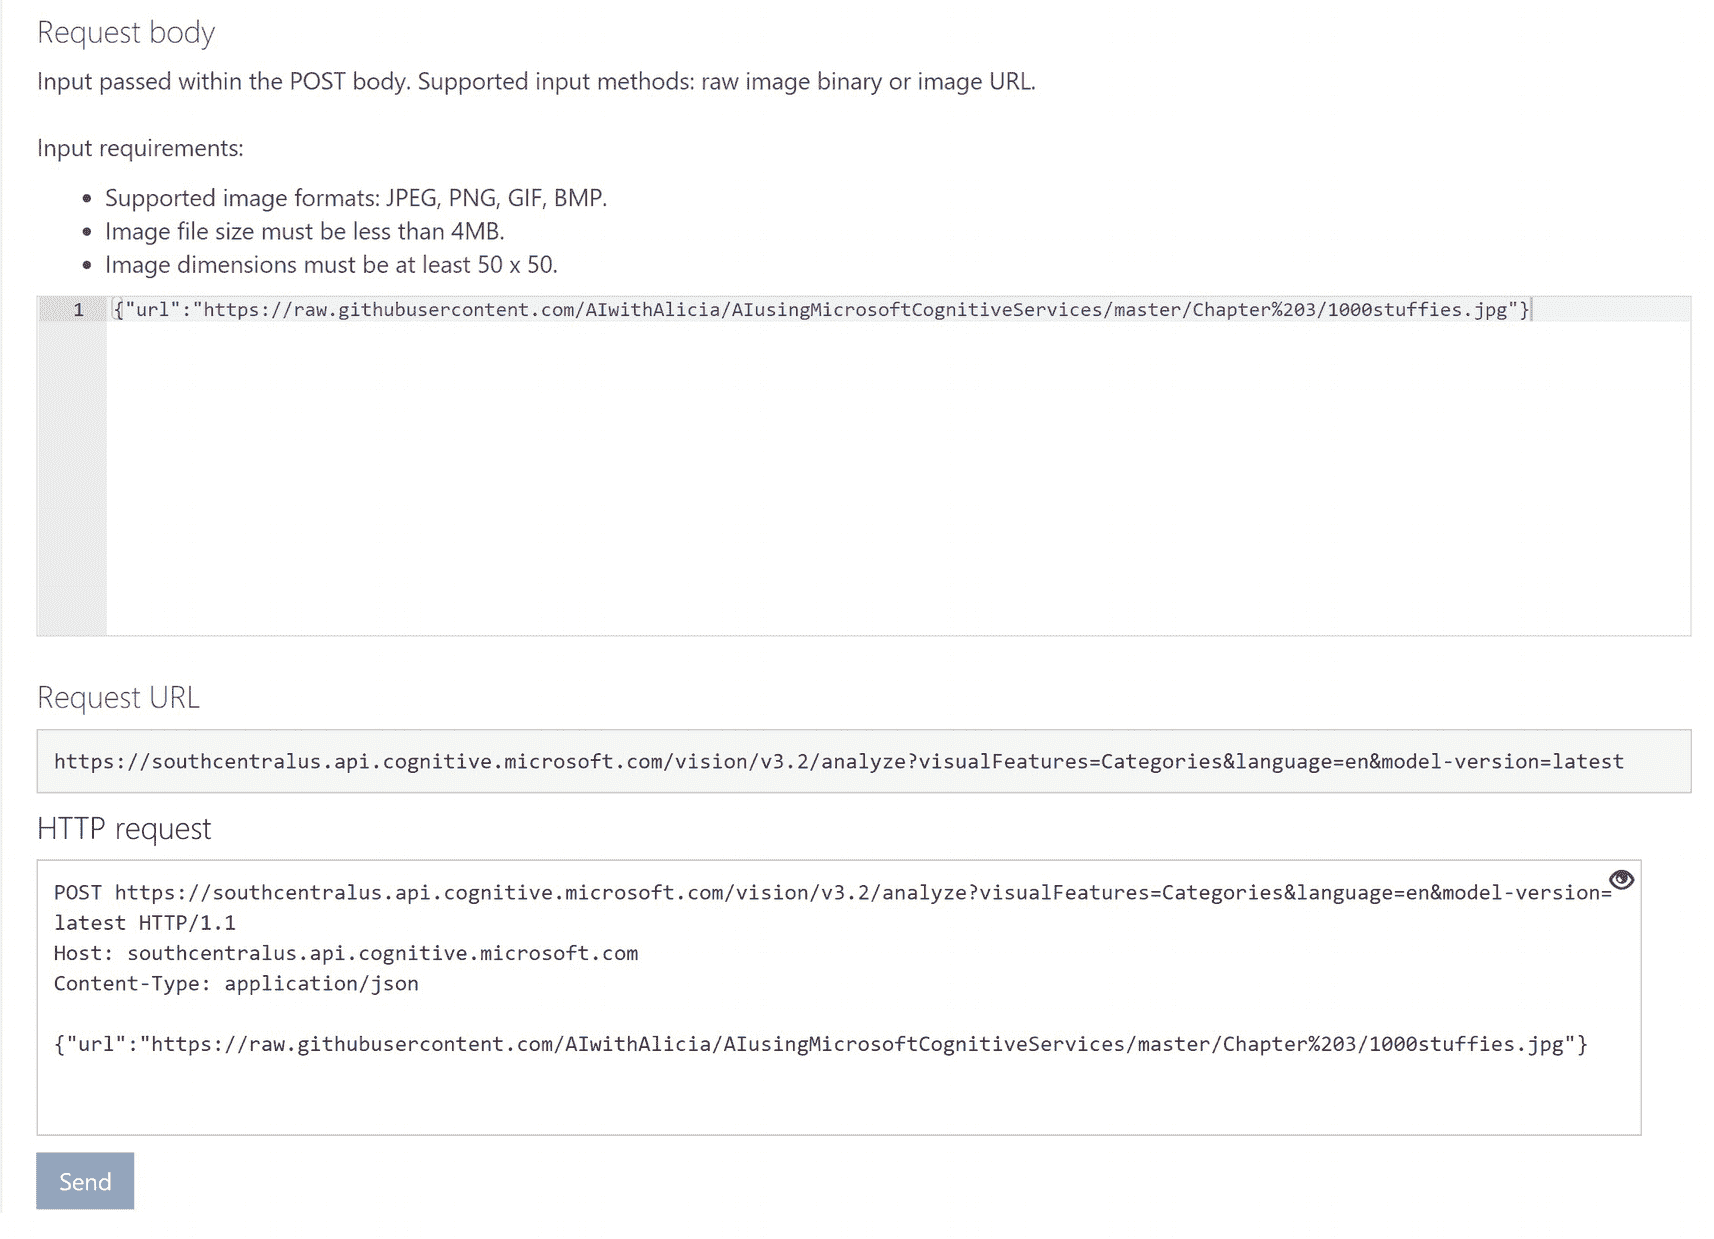 Request body
Input passed within the POST body. Supported input methods: raw image binary or image URL.
Input requirements:
• Supported image formats: JPEG, PNG, GIF, BMP.
• Image file size must be less than 4MB.
• Image dimensions must be at least 50 x 50.
1 {"url":"https://raw.githubusercontent.com/AIwithAlicia/AIusingMicrosoftCognitiveServices/master/Chapter%203/1000stuffies.jpg"}
Request URL
https://southcentralus.api.cognitive.microsoft.com/vision/v3.2/analyze?visualFeatures=Categories&language=en&model-version=latest
HTTP request
POST https://southcentralus.api.cognitive.microsoft.com/vision/v3.2/analyze?visualFeatures=Categories&language=en&model-version=
latest HTTP/1.1
Host: southcentralus.api.cognitive.microsoft.com
Content-Type: application/json
{"url":"https://raw.githubusercontent.com/AIwithAlicia/AIusingMicrosoftCognitiveServices/master/Chapter%203/1000stuffies.jpg"}
Send